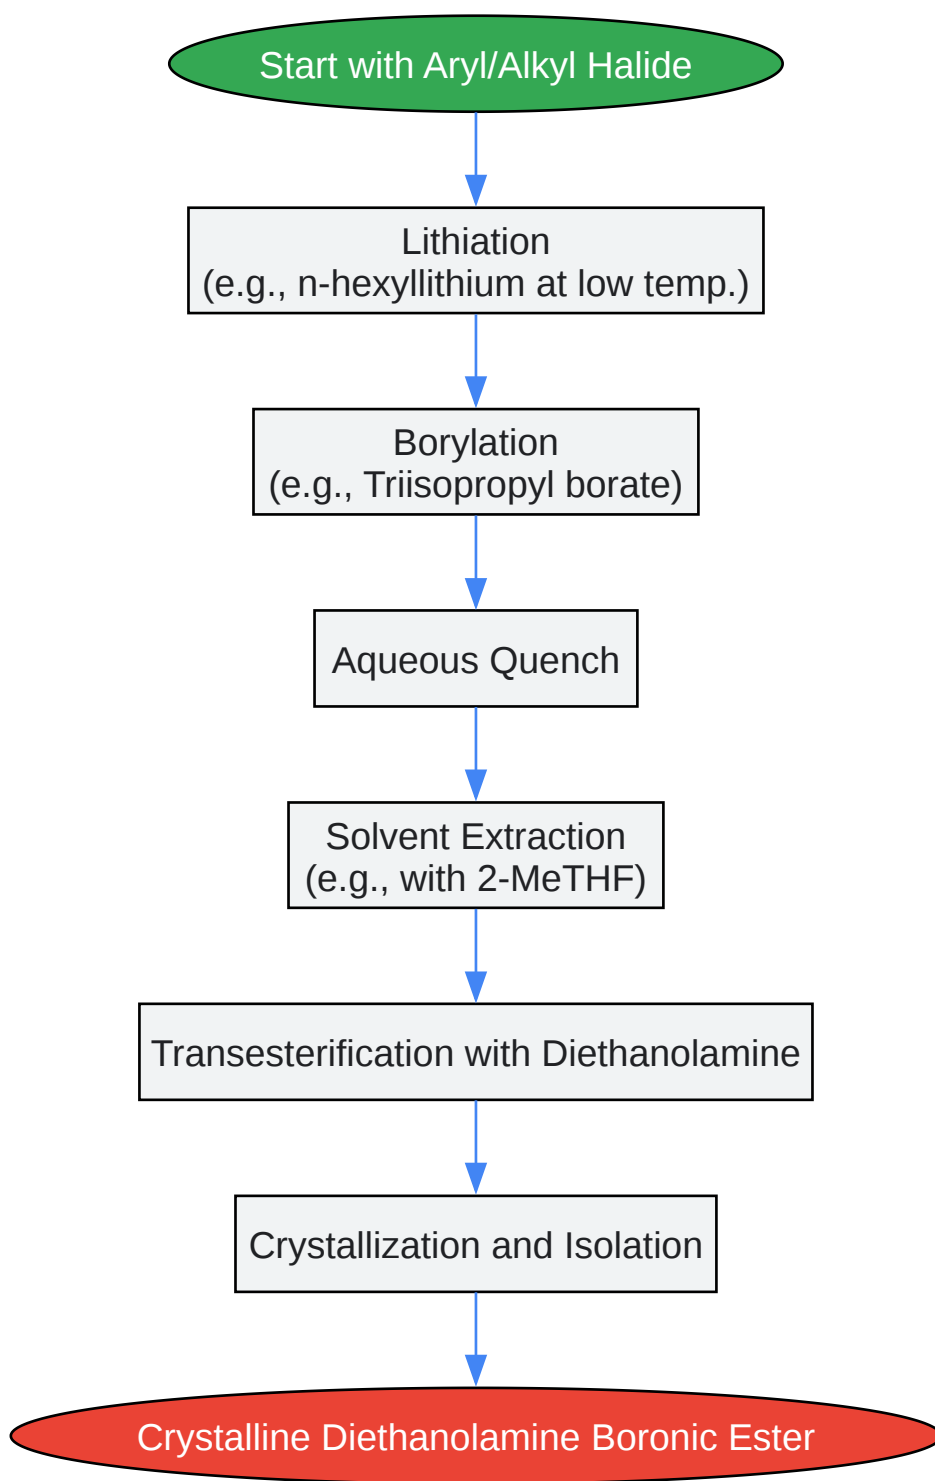 Start with Aryl/Alkyl Halide
Lithiation
(e.g., n-hexyllithium at low temp.)
Borylation
(e.g., Triisopropyl borate)
Aqueous Quench
Solvent Extraction
(e.g., with 2-MeTHF)
Transesterification with Diethanolamine
Crystallization and Isolation
Crystalline Diethanolamine Boronic Ester